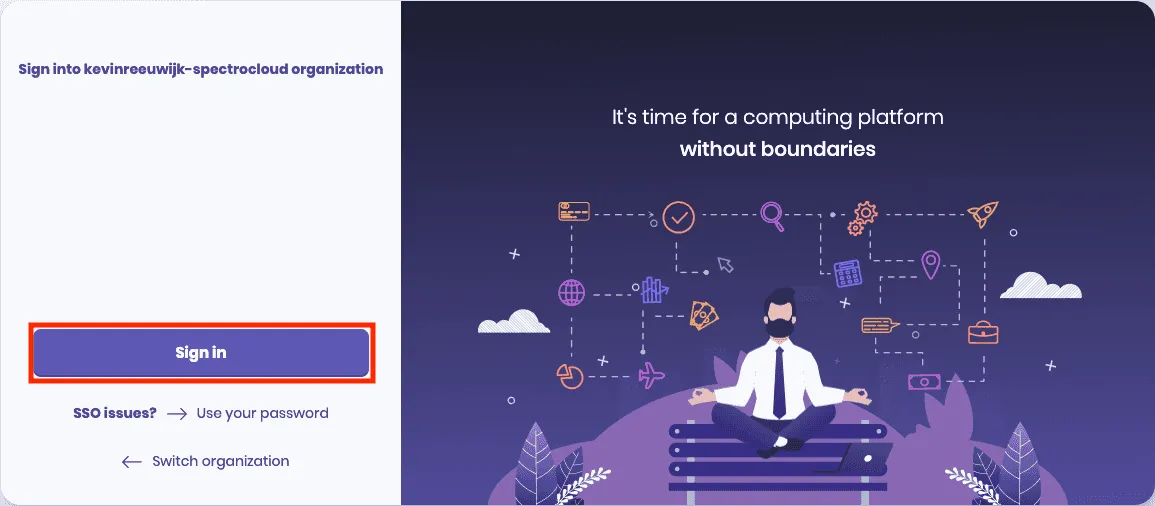 Sign into kevinreeuwijk-spectrocloud organization
Sign in
SSO issues? → Use your password
← Switch organization
It's time for a computing platform
without boundaries